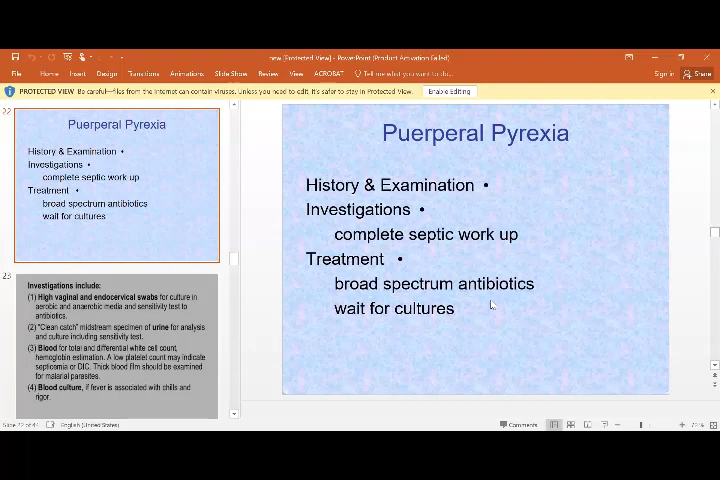 new [Protected View] - PowerPoint (Product Activation Failed)
File Home Insert Design Transitions Animations Slide Show Review View ACROBAT Tell me what you want to do... Sign in Share
PROTECTED VIEW Be careful—files from the Internet can contain viruses. Unless you need to edit, it's safer to stay in Protected View. Enable Editing
22
Puerperal Pyrexia
History & Examination •
Investigations •
complete septic work up
Treatment •
broad spectrum antibiotics
wait for cultures
23
Investigations include:
(1) High vaginal and endocervical swabs for culture in
aerobic and anaerobic media and sensitivity test to
antibiotics.
(2) "Clean catch" midstream specimen of urine for analysis
and culture including sensitivity test.
(3) Blood for total and differential white cell count,
hemoglobin estimation. A low platelet count may indicate
septicemia or DIC. Thick blood film should be examined
for malarial parasites.
(4) Blood culture, if fever is associated with chills and
rigor.
Puerperal Pyrexia
History & Examination •
Investigations •
complete septic work up
Treatment •
broad spectrum antibiotics
wait for cultures
Slide 22 of 44 English (United States) Comments 72%